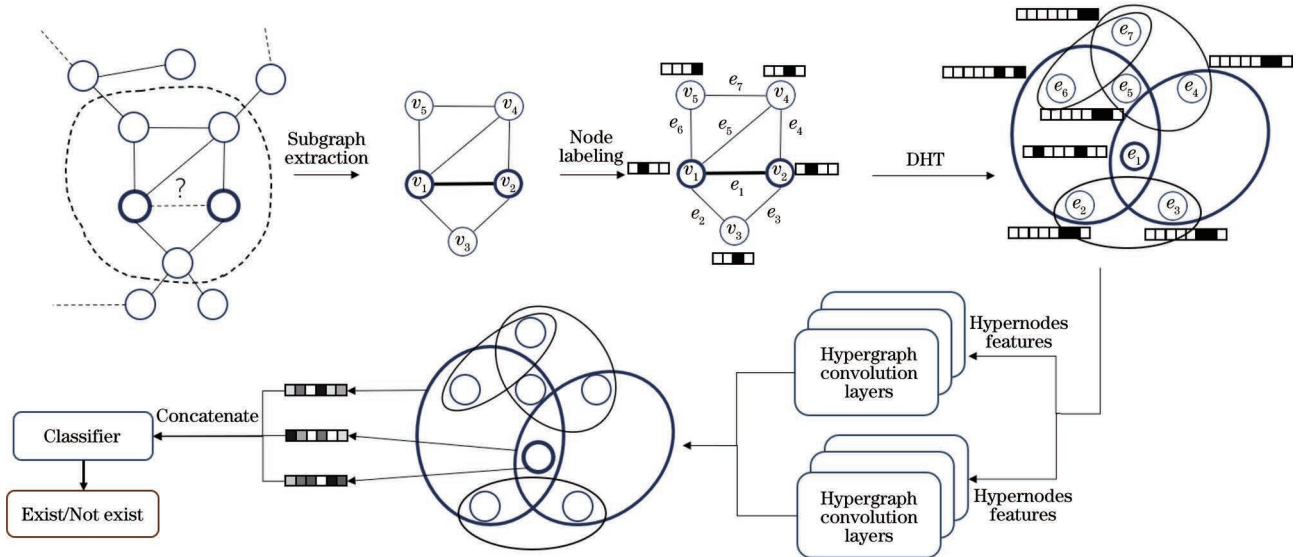 ?
Subgraph
extraction
v5
v4
v1
v2
v3
Node
labeling
e7
v5
v4
e6
e5
e4
v1
v2
e1
e2
e3
v3
DHT
e7
e6
e5
e4
e1
e2
e3
Hypergraph
convolution
layers
Hypernodes
features
Hypergraph
convolution
layers
Hypernodes
features
Concatenate
Classifier
Exist/Not exist